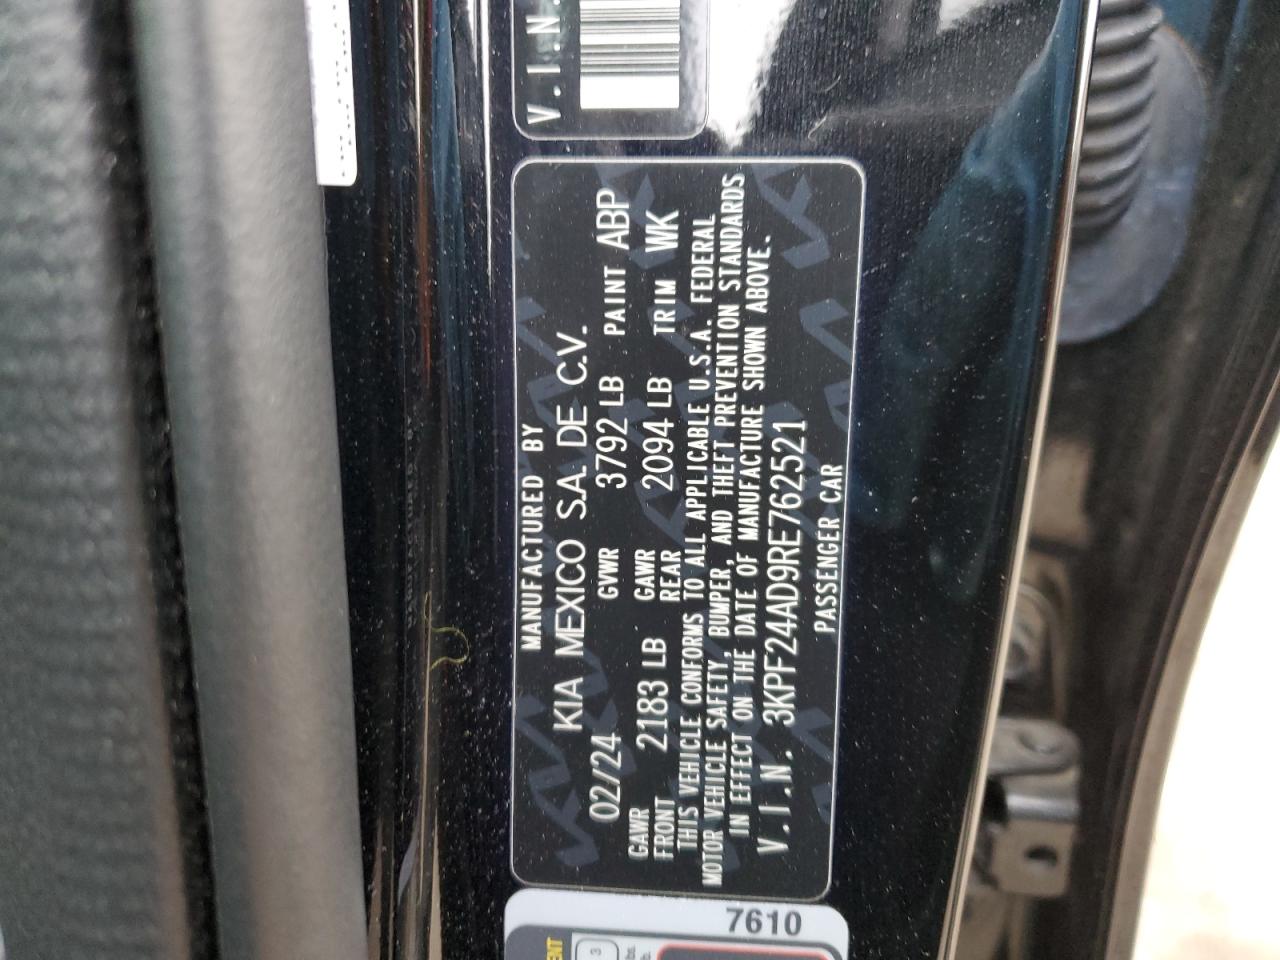 V.I.N.
MANUFACTURED BY
KIA MEXICO S.A. DE C.V.
02/24 GVWR 3792 LB PAINT ABP
GAWR FRONT 2183 LB GAWR REAR 2094 LB TRIM WK
THIS VEHICLE CONFORMS TO ALL APPLICABLE U.S.A. FEDERAL
MOTOR VEHICLE SAFETY, BUMPER, AND THEFT PREVENTION STANDARDS
IN EFFECT ON THE DATE OF MANUFACTURE SHOWN ABOVE.
V.I.N. 3KPF24AD9RE762521
PASSENGER CAR
7610
3